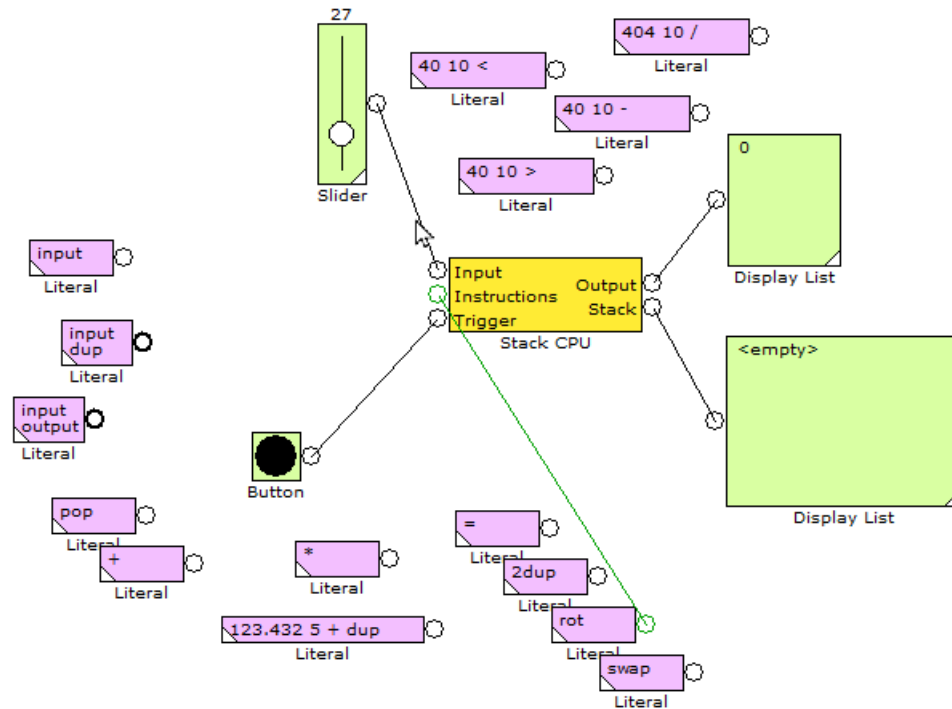 27
Slider
404 10 /
Literal
40 10 <
Literal
40 10 -
Literal
40 10 >
Literal
0
Display List
input
Literal
Input
Instructions
Trigger
Output
Stack
Stack CPU
input
dup
Literal
<empty>
Display List
input
output
Literal
Button
pop
Literal
+
Literal
*
Literal
=
Literal
2dup
Literal
123.432 5 + dup
Literal
rot
Literal
swap
Literal